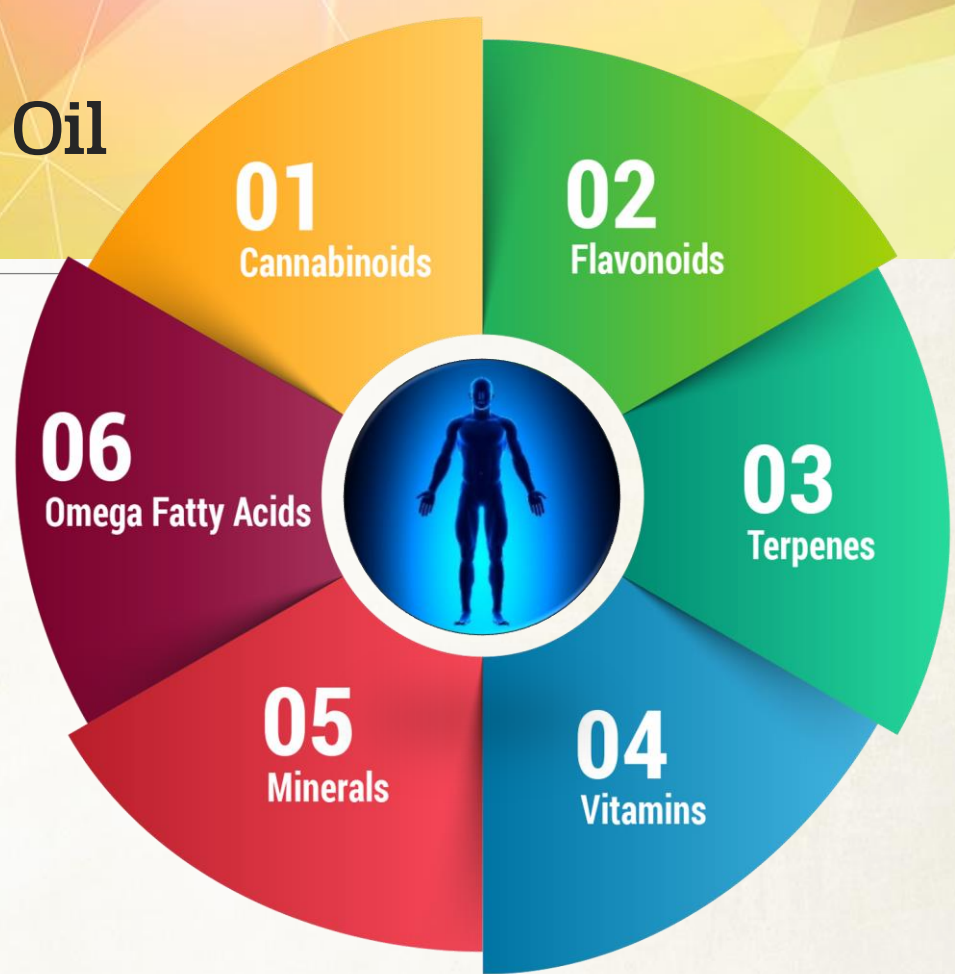 Oil
01
Cannabinoids
02
Flavonoids
03
Terpenes
04
Vitamins
05
Minerals
06
Omega Fatty Acids